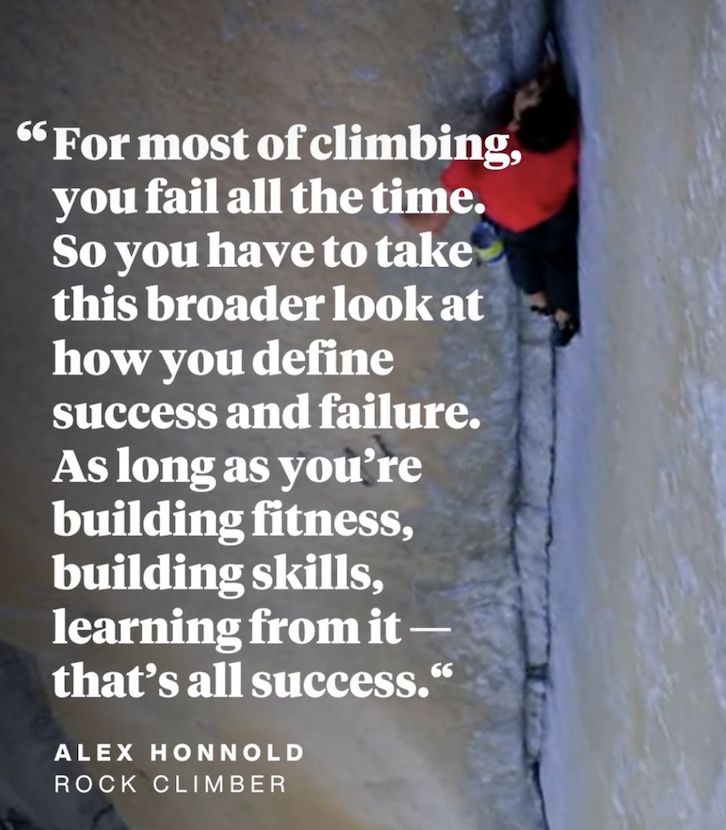 “For most of climbing,
you fail all the time.
So you have to take
this broader look at
how you define
success and failure.
As long as you’re
building fitness,
building skills,
learning from it —
that’s all success.“
ALEX HONNOLD
ROCK CLIMBER